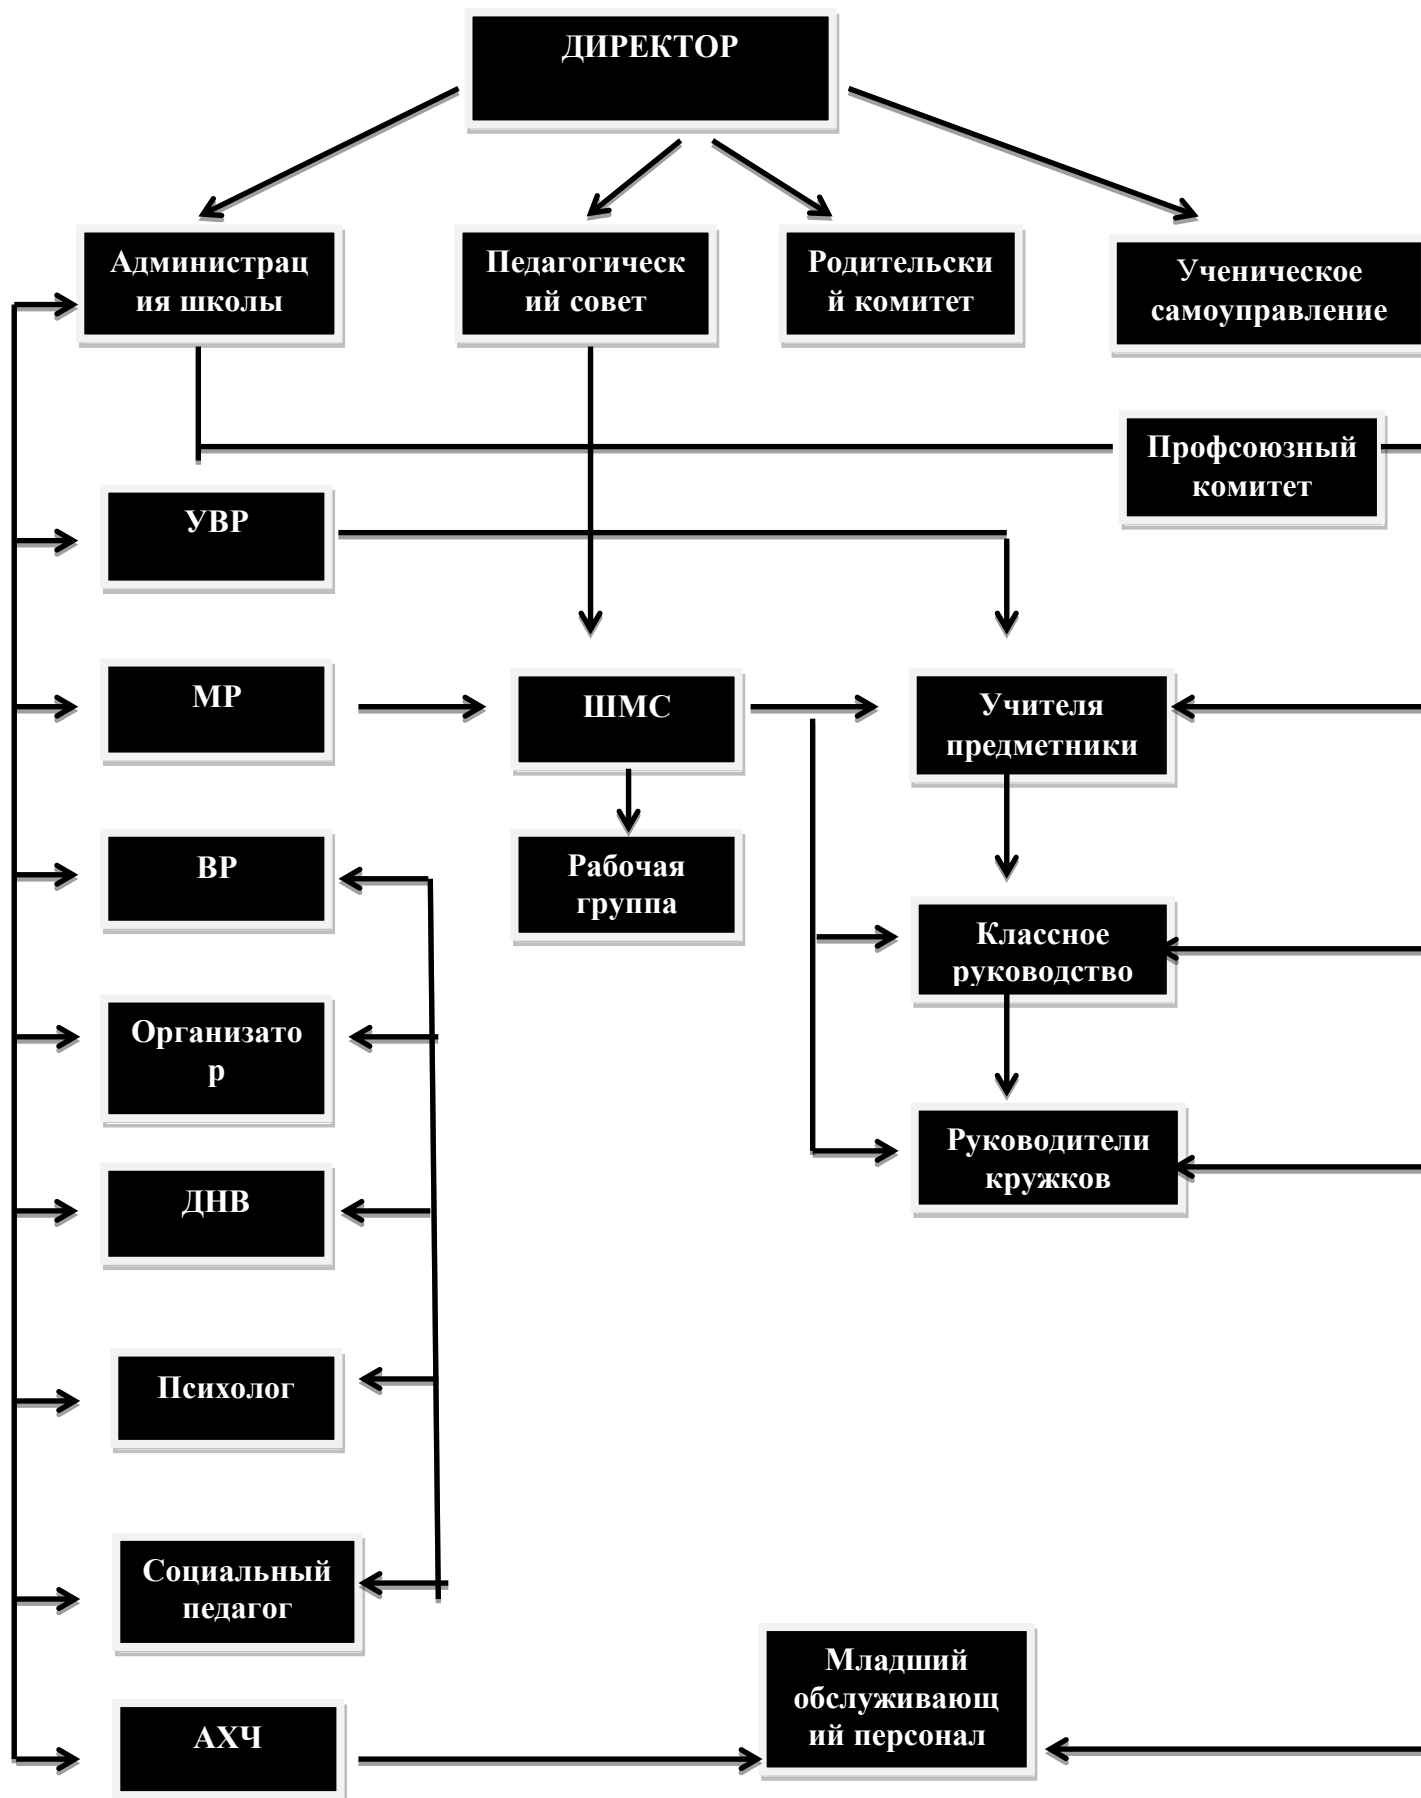 ДИРЕКТОР
Администрац
ия школы
Педагогическ
ий совет
Родительски
й комитет
Ученическое
самоуправление
Профсоюзный
комитет
УВР
МР
ШМС
Учителя
предметники
ВР
Рабочая
группа
Классное
руководство
Организато
р
Руководители
кружков
ДНВ
Психолог
Социальный
педагог
Младший
обслуживающ
ий персонал
АХЧ